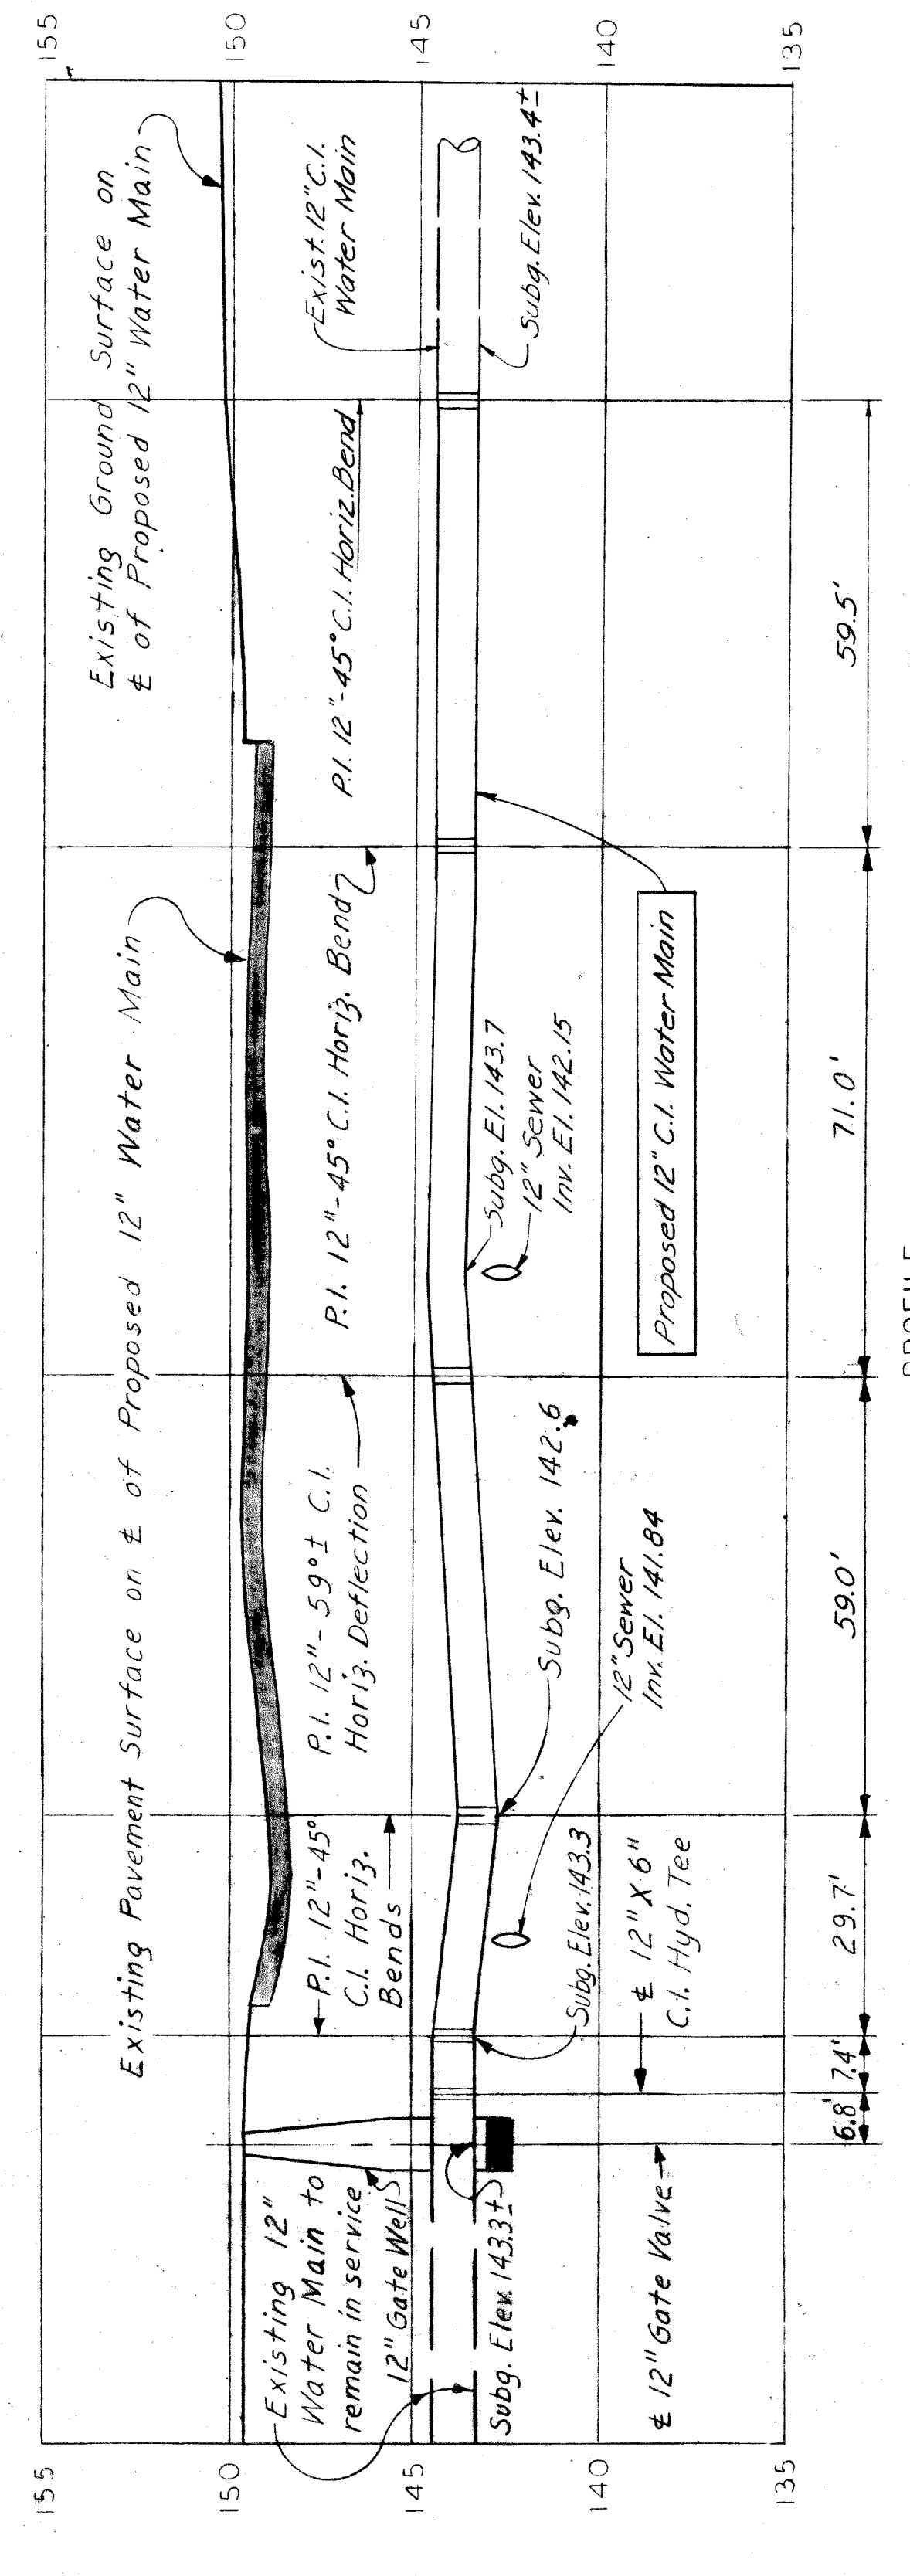 155
150
145
140
135
155
150
145
140
135
Existing Pavement Surface on ℄ of Proposed 12" Water Main
Existing Ground Surface on
℄ of Proposed 12" Water Main
Existing 12"
Water Main to
remain in service
12" Gate Well
Subg. Elev. 143.3±
P.I. 12"-45°
C.I. Horiz.
Bends
P.I. 12"-59°± C.I.
Horiz. Deflection
P.I. 12"-45° C.I. Horiz. Bend
P.I. 12"-45° C.I. Horiz. Bend
Exist. 12" C.I.
Water Main
Subg. Elev. 143.4±
Subg. Elev. 143.3
℄ 12" X 6"
C.I. Hyd. Tee
12" Sewer
Inv. El. 141.84
Subg. Elev. 142.6
Subg. El. 143.7
12" Sewer
Inv. El. 142.15
Proposed 12" C.I. Water Main
℄ 12" Gate Valve
6.8'
7.4'
29.7'
59.0'
71.0'
59.5'